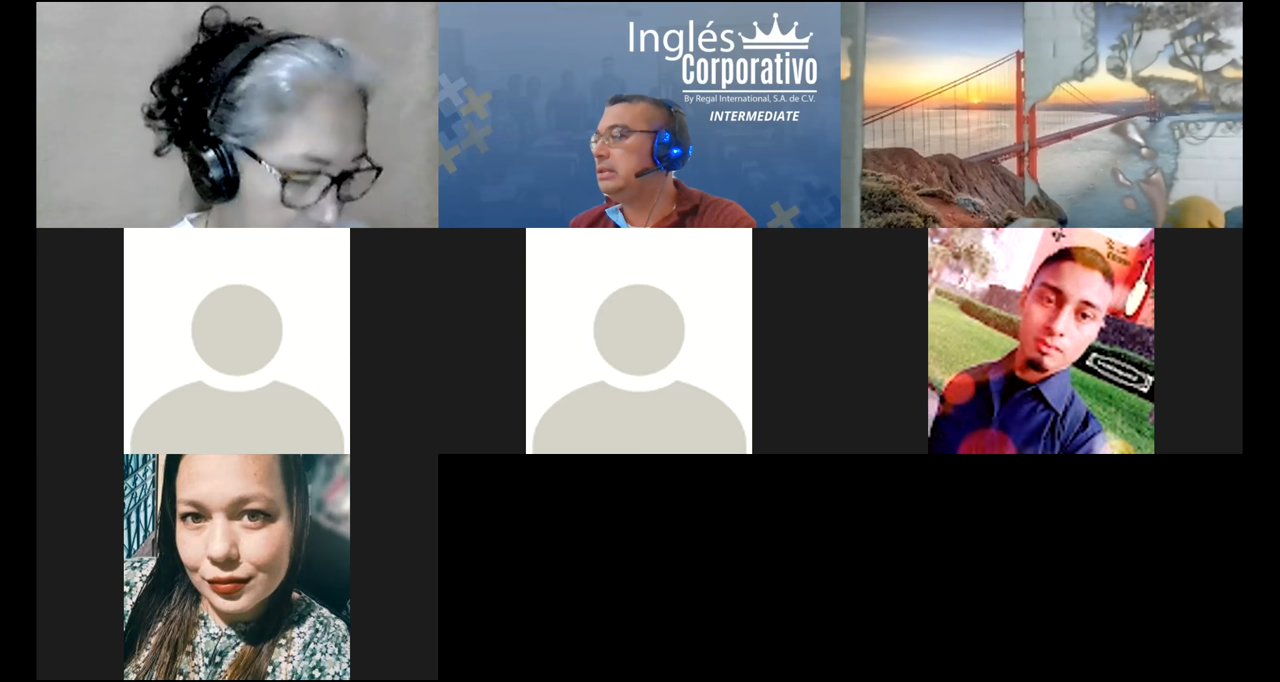 Inglés
Corporativo
By Regal International, S.A. de C.V.
INTERMEDIATE